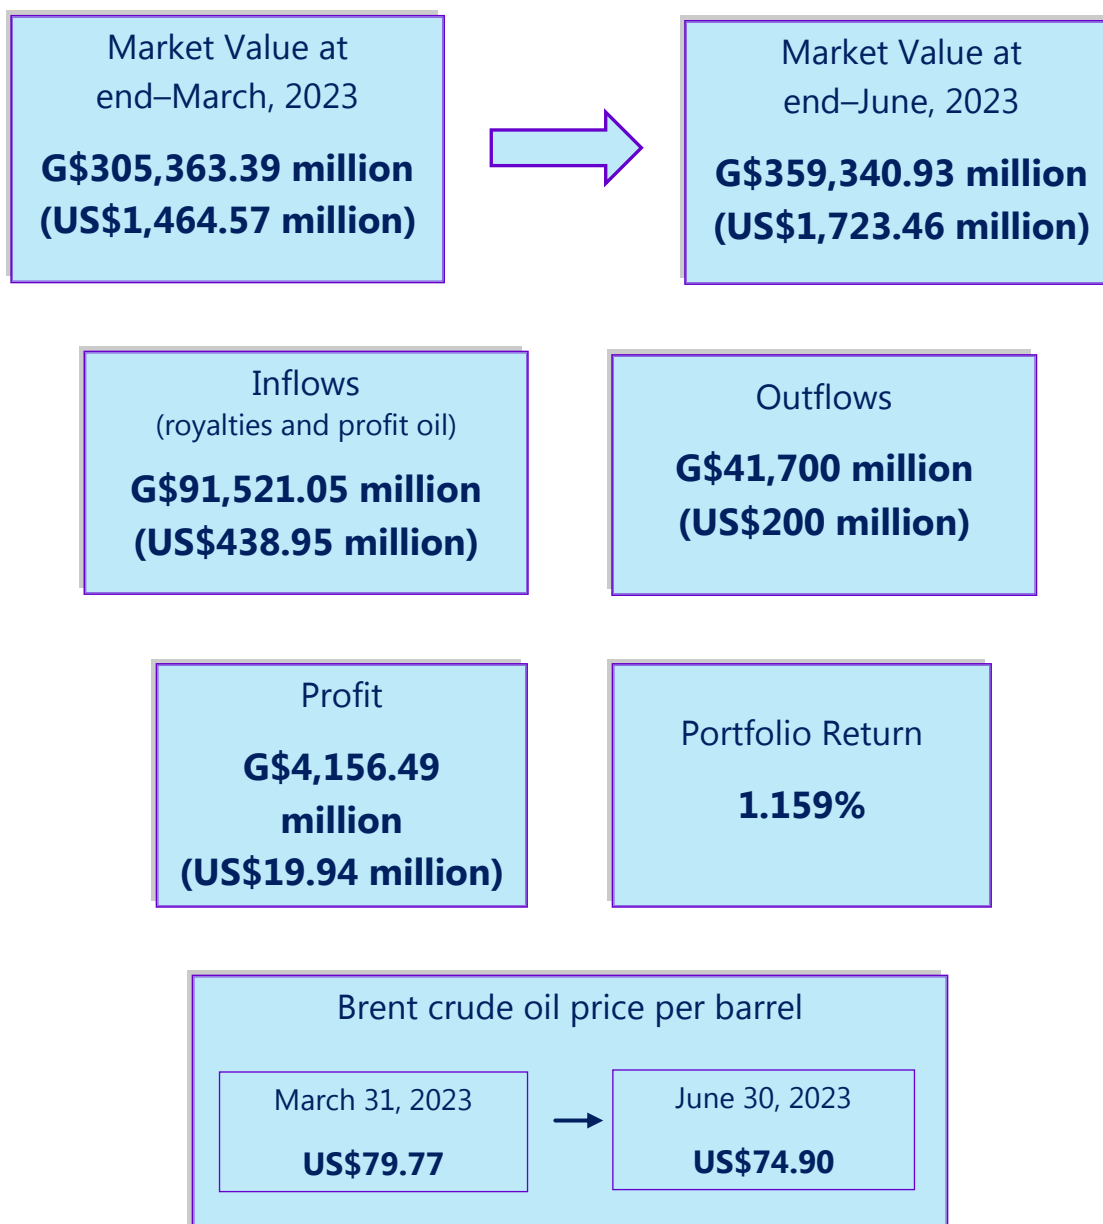 Market Value at
end–March, 2023
G$305,363.39 million
(US$1,464.57 million)
Market Value at
end–June, 2023
G$359,340.93 million
(US$1,723.46 million)
Inflows
(royalties and profit oil)
G$91,521.05 million
(US$438.95 million)
Outflows
G$41,700 million
(US$200 million)
Profit
G$4,156.49
million
(US$19.94 million)
Portfolio Return
1.159%
Brent crude oil price per barrel
March 31, 2023
US$79.77
June 30, 2023
US$74.90